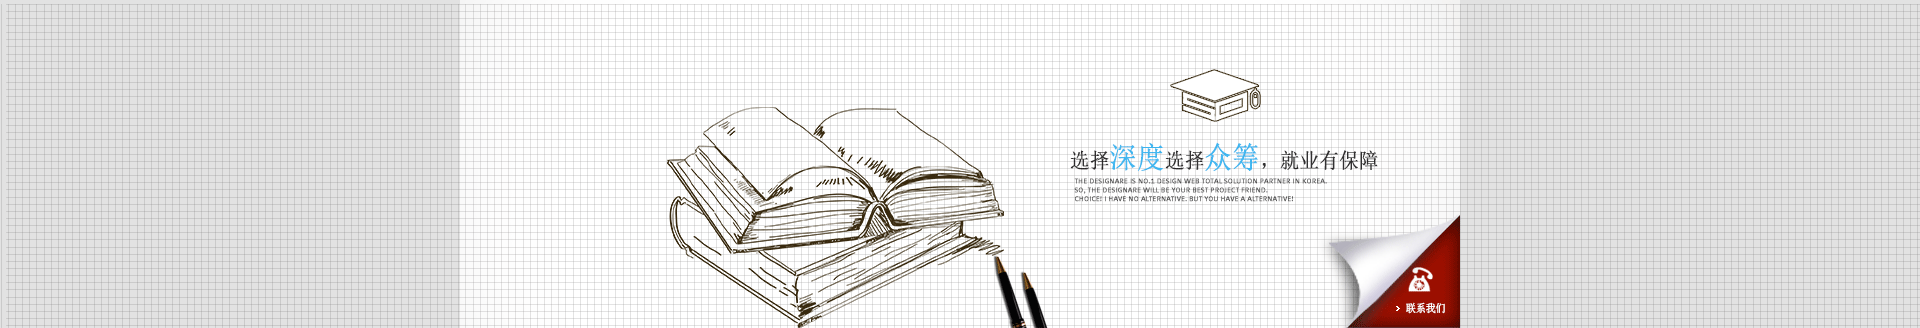 选择深度选择众筹，就业有保障
THE DESIGNARE IS NO.1 DESIGN WEB TOTAL SOLUTION PARTNER IN KOREA.
SO, THE DESIGNARE WILL BE YOUR BEST PROJECT FRIEND.
CHOICE! I HAVE NO ALTERNATIVE. BUT YOU HAVE A ALTERNATIVE!
› 联系我们